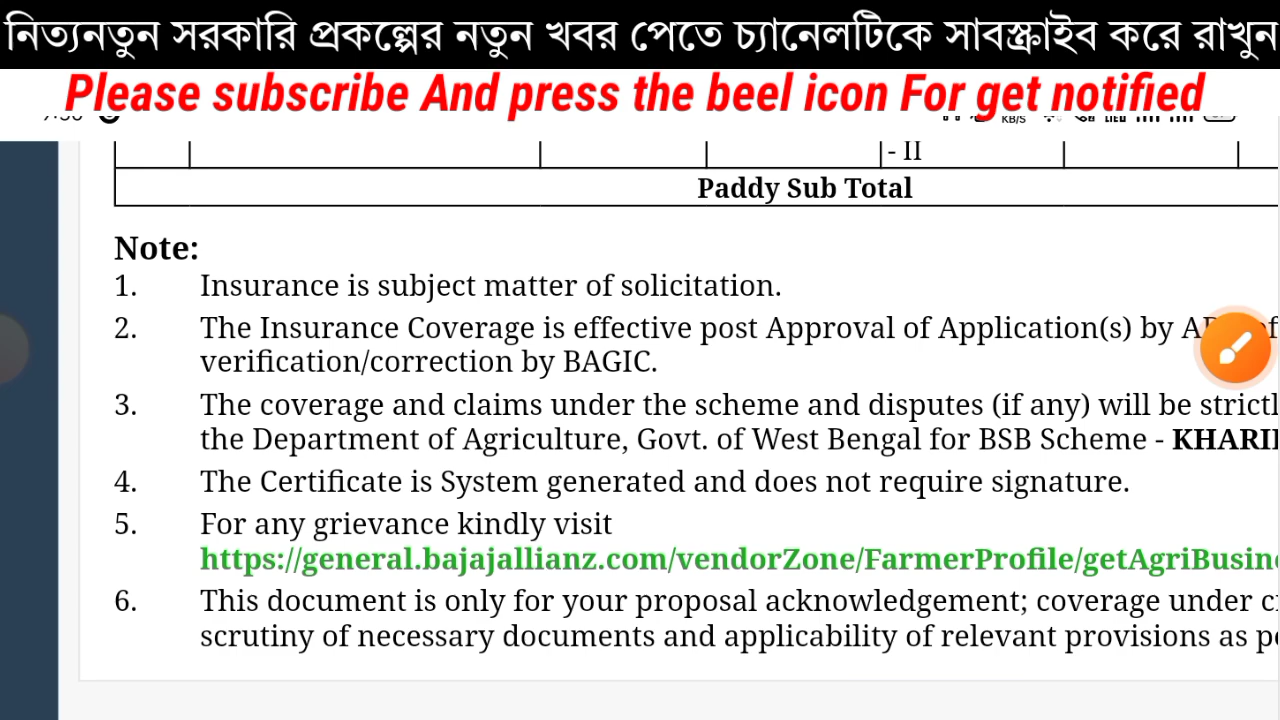 নিত্যনতুন সরকারি প্রকল্পের নতুন খবর পেতে চ্যানেলটিকে সাবস্ক্রাইব করে রাখুন
Please subscribe And press the beel icon For get notified
KB/S
- II
Paddy Sub Total
Note:
1. Insurance is subject matter of solicitation.
2. The Insurance Coverage is effective post Approval of Application(s) by
verification/correction by BAGIC.
3. The coverage and claims under the scheme and disputes (if any) will be
the Department of Agriculture, Govt. of West Bengal for BSB Scheme -
4. The Certificate is System generated and does not require signature.
5. For any grievance kindly visit
https://general.bajajallianz.com/vendorZone/FarmerProfile/getAgriBusin
6. This document is only for your proposal acknowledgement; coverage under
scrutiny of necessary documents and applicability of relevant provisions as